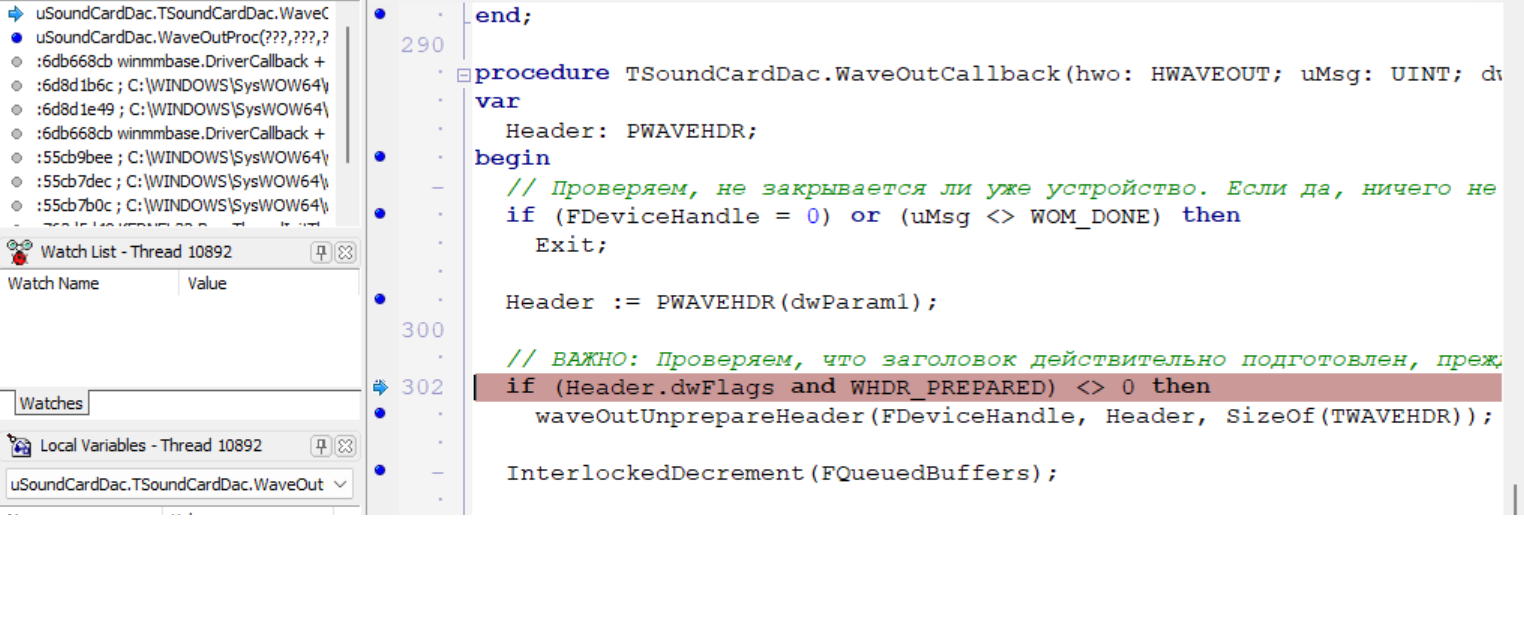 uSoundCardDac.TSoundCardDac.WaveC
uSoundCardDac.WaveOutProc(???,???,?
:6db668cb winmmbase.DriverCallback +
:6d8d1b6c ; C:\WINDOWS\SysWOW64\
:6d8d1e49 ; C:\WINDOWS\SysWOW64\
:6db668cb winmmbase.DriverCallback +
:55cb9bee ; C:\WINDOWS\SysWOW64\
:55cb7dec ; C:\WINDOWS\SysWOW64\
:55cb7b0c ; C:\WINDOWS\SysWOW64\
Watch List - Thread 10892
Watch Name Value
Watches
Local Variables - Thread 10892
uSoundCardDac.TSoundCardDac.WaveOut
end;
290
procedure TSoundCardDac.WaveOutCallback(hwo: HWAVEOUT; uMsg: UINT; dw
var
Header: PWAVEHDR;
begin
// Проверяем, не закрывается ли уже устройство. Если да, ничего не
if (FDeviceHandle = 0) or (uMsg <> WOM_DONE) then
Exit;
Header := PWAVEHDR(dwParam1);
300
// ВАЖНО: Проверяем, что заголовок действительно подготовлен, преж
302 if (Header.dwFlags and WHDR_PREPARED) <> 0 then
waveOutUnprepareHeader(FDeviceHandle, Header, SizeOf(TWAVEHDR));
InterlockedDecrement(FQueuedBuffers);